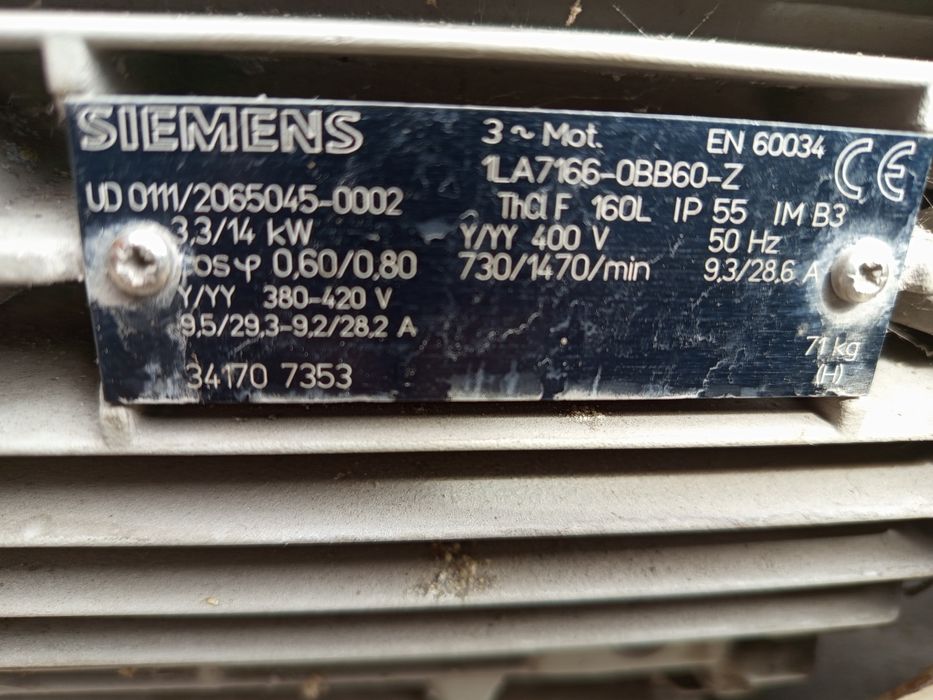 SIEMENS 3 ~ Mot. EN 60034 CE
1LA7166-0BB60-Z
UD 0111/2065045-0002 ThCl F 160L IP 55 IM B3
3,3/14 kW Y/YY 400 V 50 Hz
cos φ 0,60/0,80 730/1470/min 9,3/28,6 A
Y/YY 380-420 V
9,5/29,3-9,2/28,2 A
71 kg
34170 7353 (H)